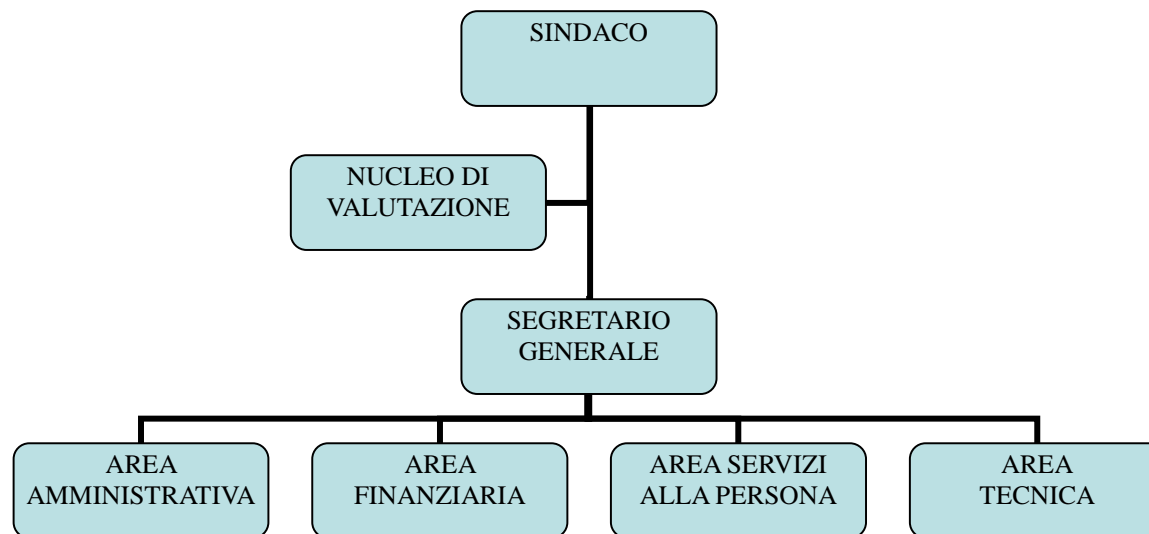 SINDACO
NUCLEO DI
VALUTAZIONE
SEGRETARIO
GENERALE
AREA
AMMINISTRATIVA
AREA
FINANZIARIA
AREA SERVIZI
ALLA PERSONA
AREA
TECNICA